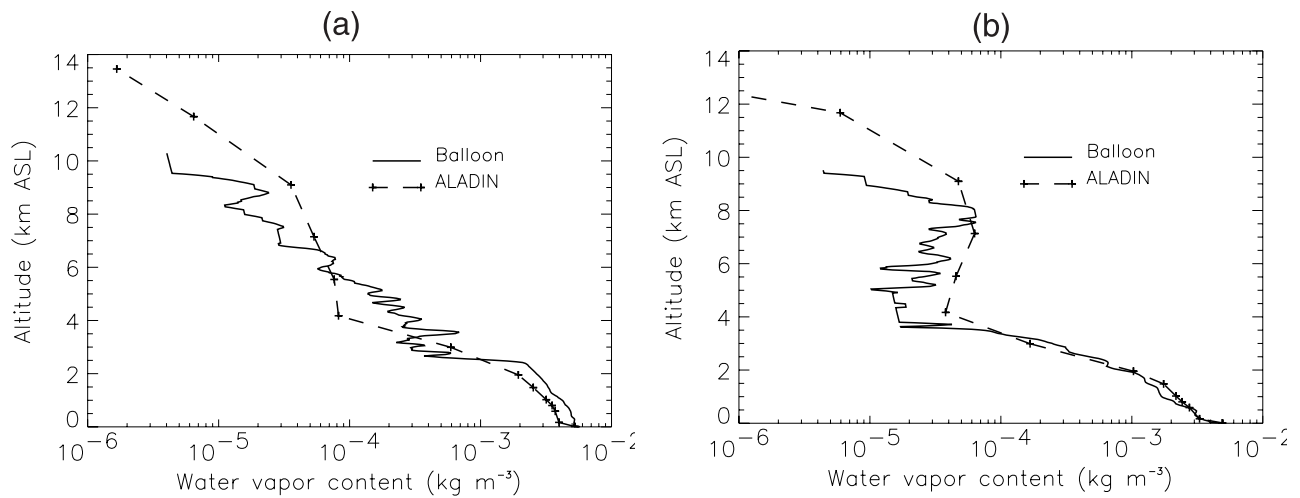 (a)
14
12
10
8
6
4
2
0
Altitude (km ASL)
Balloon
ALADIN
10⁻⁶
10⁻⁵
10⁻⁴
10⁻³
10⁻²
Water vapor content (kg m⁻³)
(b)
14
12
10
8
6
4
2
0
Altitude (km ASL)
Balloon
ALADIN
10⁻⁶
10⁻⁵
10⁻⁴
10⁻³
10⁻²
Water vapor content (kg m⁻³)